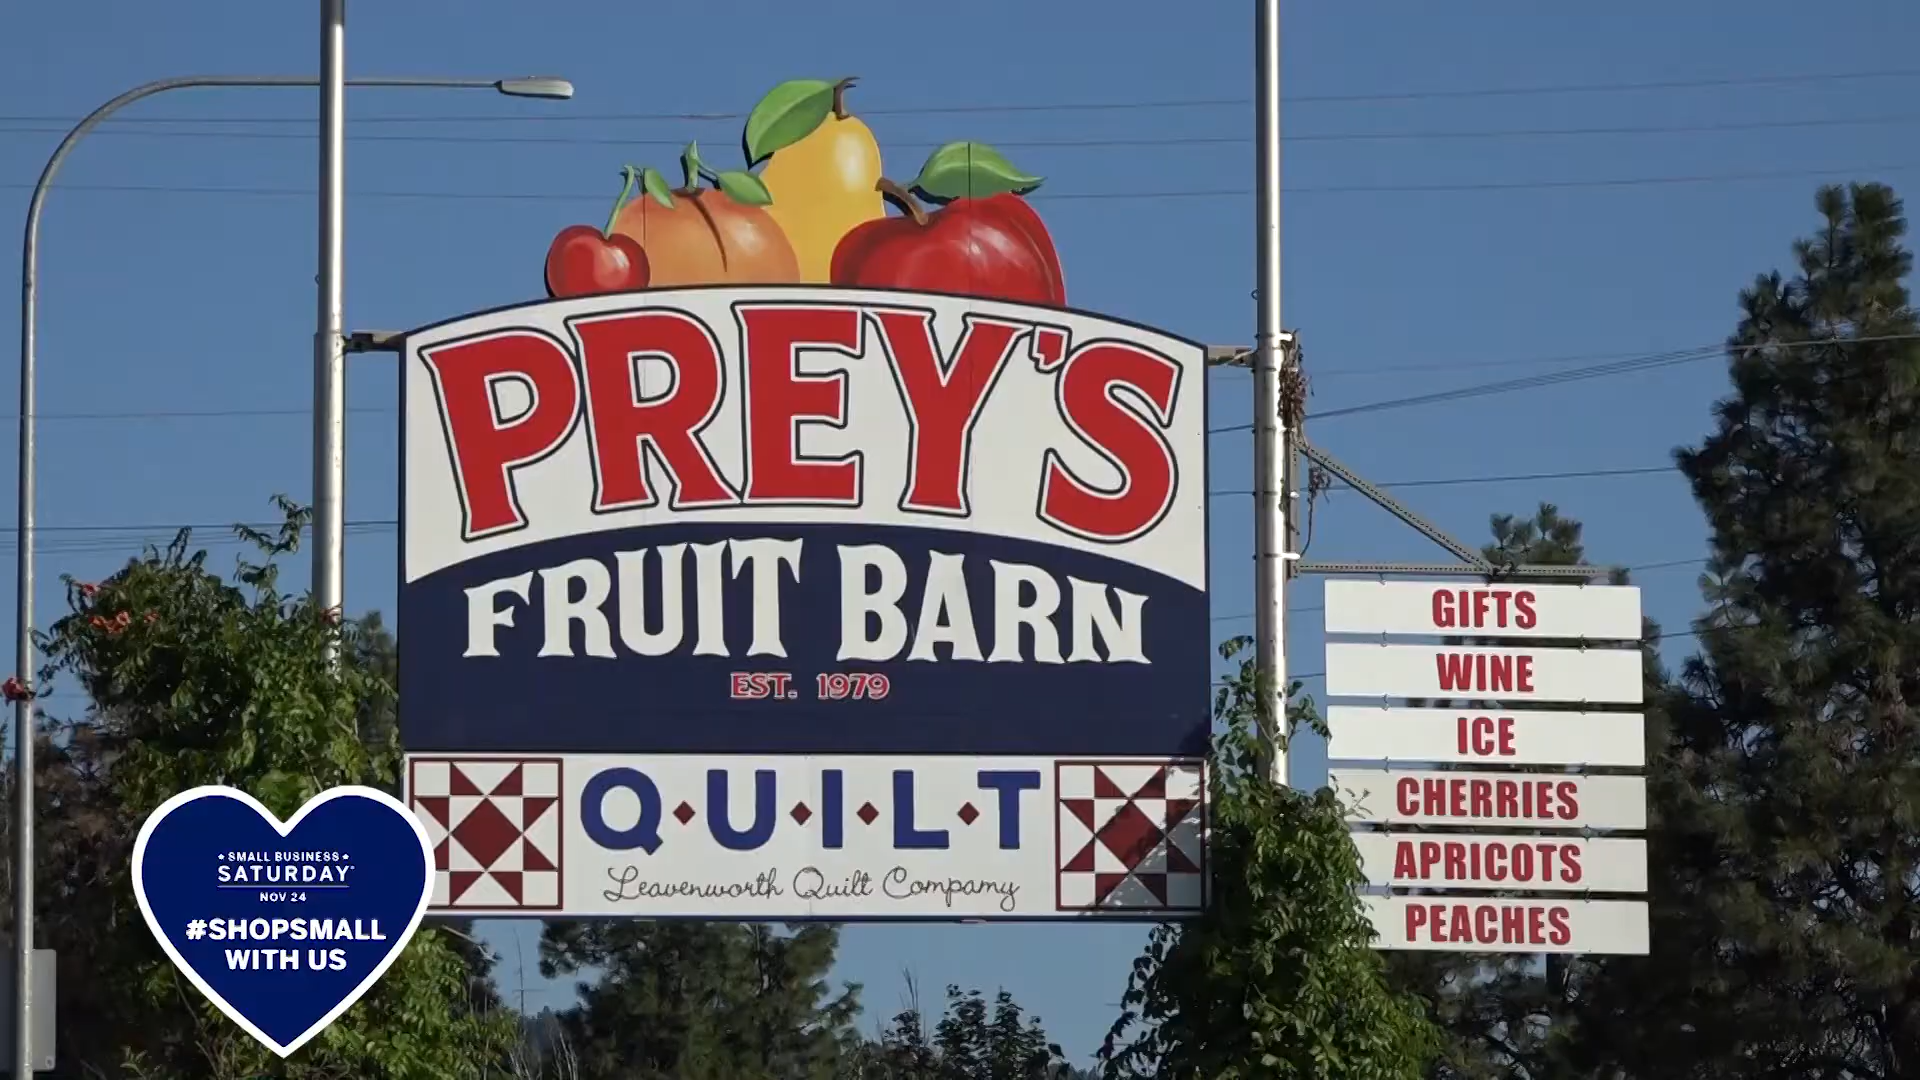 PREY'S
FRUIT BARN
EST. 1979
Q·U·I·L·T
Leavenworth Quilt Company
GIFTS
WINE
ICE
CHERRIES
APRICOTS
PEACHES
SMALL BUSINESS
SATURDAY
NOV 24
#SHOPSMALL
WITH US